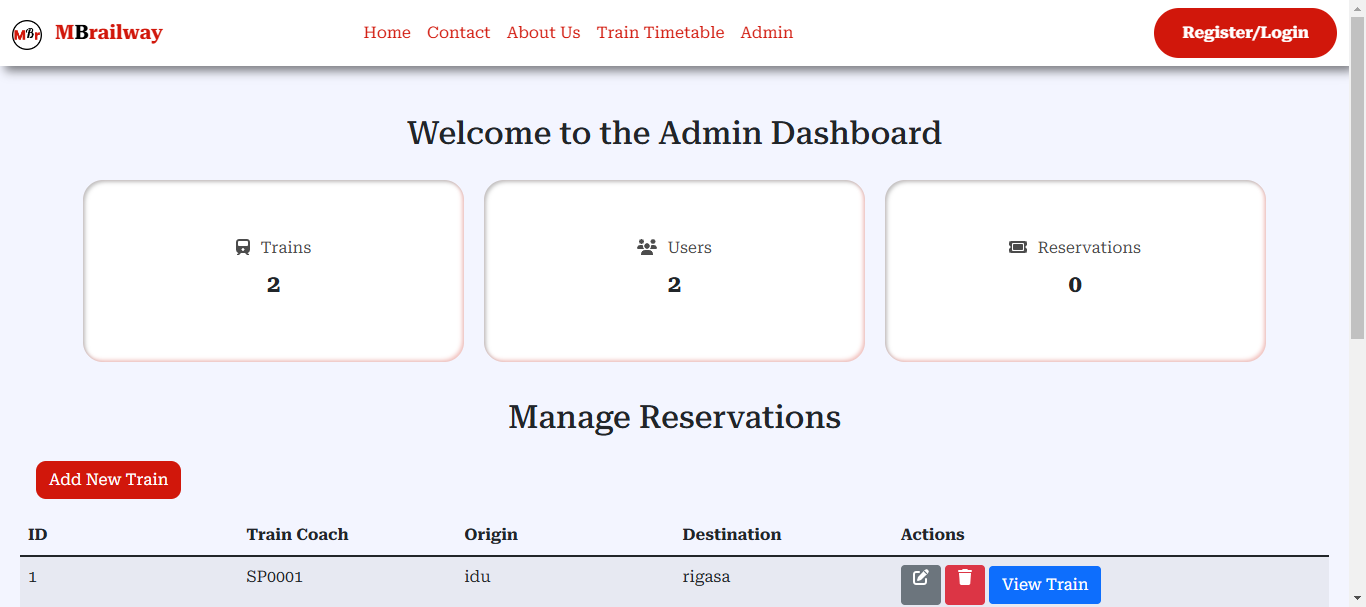 MBr MBrailway Home Contact About Us Train Timetable Admin Register/Login
Welcome to the Admin Dashboard
Trains Users Reservations
2 2 0
Manage Reservations
Add New Train
ID Train Coach Origin Destination Actions
1 SP0001 idu rigasa View Train